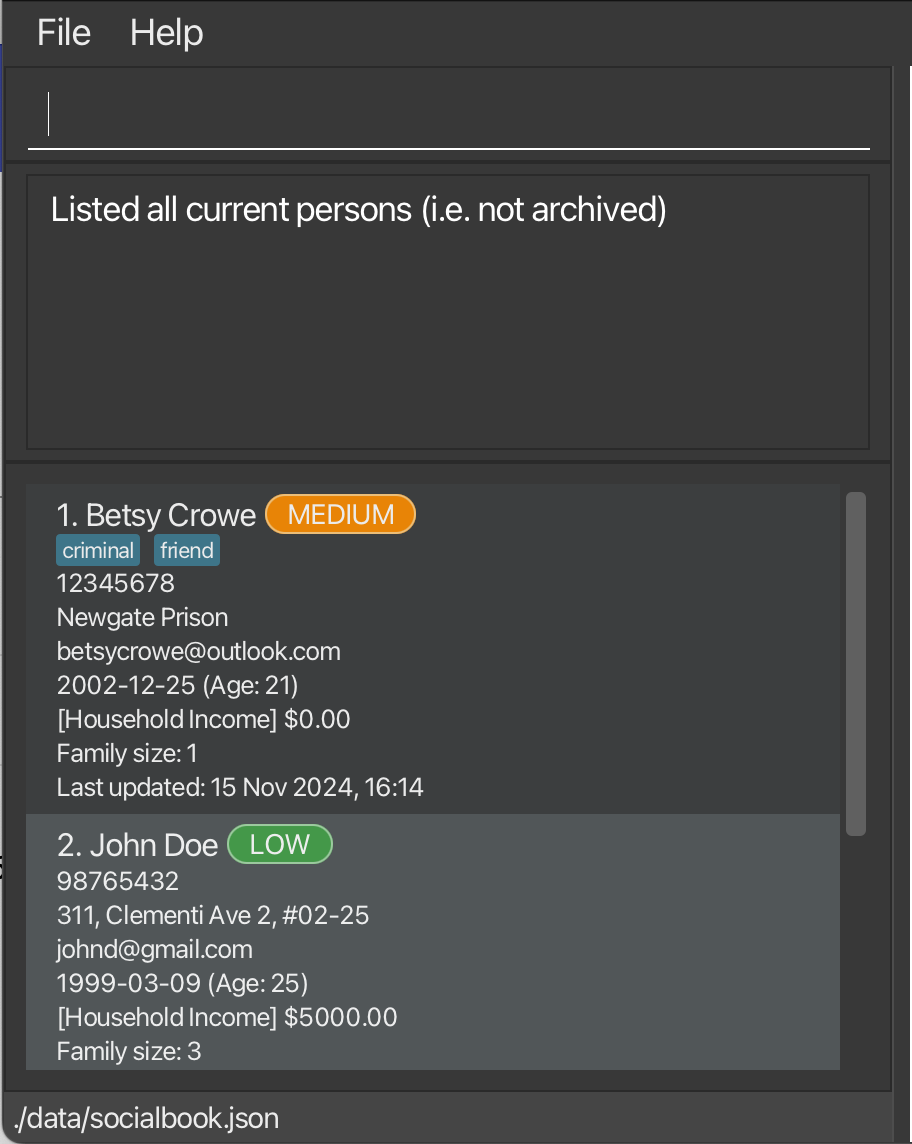 File Help
Listed all current persons (i.e. not archived)
1. Betsy Crowe MEDIUM
criminal friend
12345678
Newgate Prison
betsycrowe@outlook.com
2002-12-25 (Age: 21)
[Household Income] $0.00
Family size: 1
Last updated: 15 Nov 2024, 16:14
2. John Doe LOW
98765432
311, Clementi Ave 2, #02-25
johnd@gmail.com
1999-03-09 (Age: 25)
[Household Income] $5000.00
Family size: 3
./data/socialbook.json